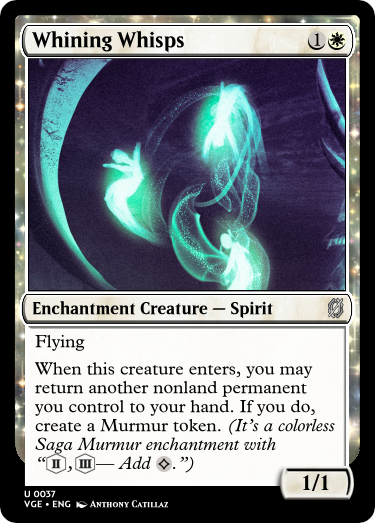 Whining Whisps 1
Enchantment Creature — Spirit
Flying
When this creature enters, you may
return another nonland permanent
you control to your hand. If you do,
create a Murmur token. (It's a colorless
Saga Murmur enchantment with
"II, III— Add C.")
1/1
U 0037
VGE • ENG Anthony Catillaz